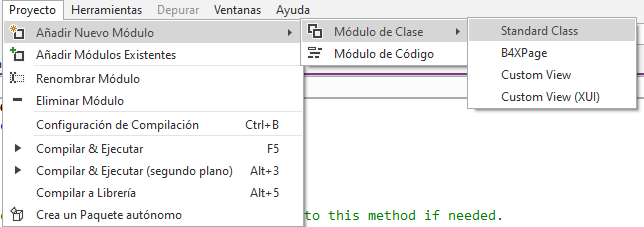 Proyecto Herramientas Depurar Ventanas Ayuda
Añadir Nuevo Módulo
Añadir Módulos Existentes
Renombrar Módulo
Eliminar Módulo
Configuración de Compilación Ctrl+B
Compilar & Ejecutar F5
Compilar & Ejecutar (segundo plano) Alt+3
Compilar a Librería Alt+5
Crea un Paquete autónomo
Módulo de Clase
Módulo de Código
Standard Class
B4XPage
Custom View
Custom View (XUI)
to this method if needed.